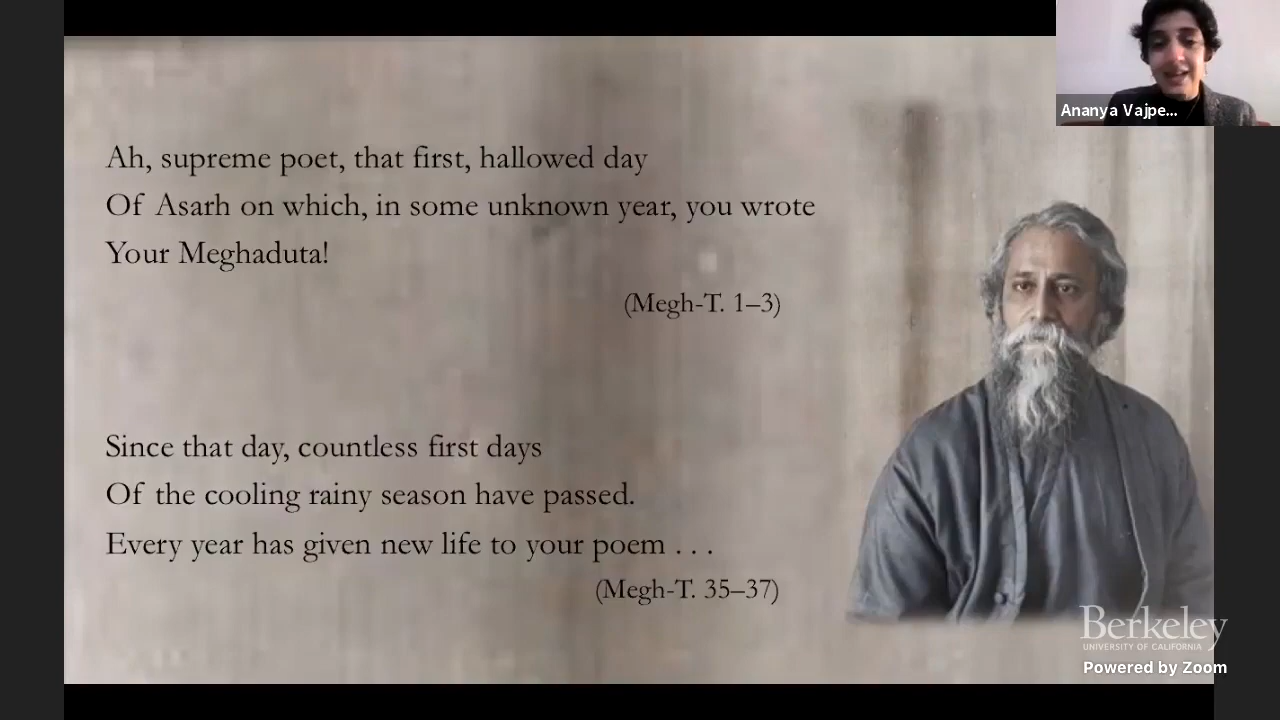 Ananya Vajpe...
Ah, supreme poet, that first, hallowed day
Of Asarh on which, in some unknown year, you wrote
Your Meghaduta!
(Megh-T. 1–3)
Since that day, countless first days
Of the cooling rainy season have passed.
Every year has given new life to your poem . . .
(Megh-T. 35–37)
Berkeley
UNIVERSITY OF CALIFORNIA
Powered by Zoom